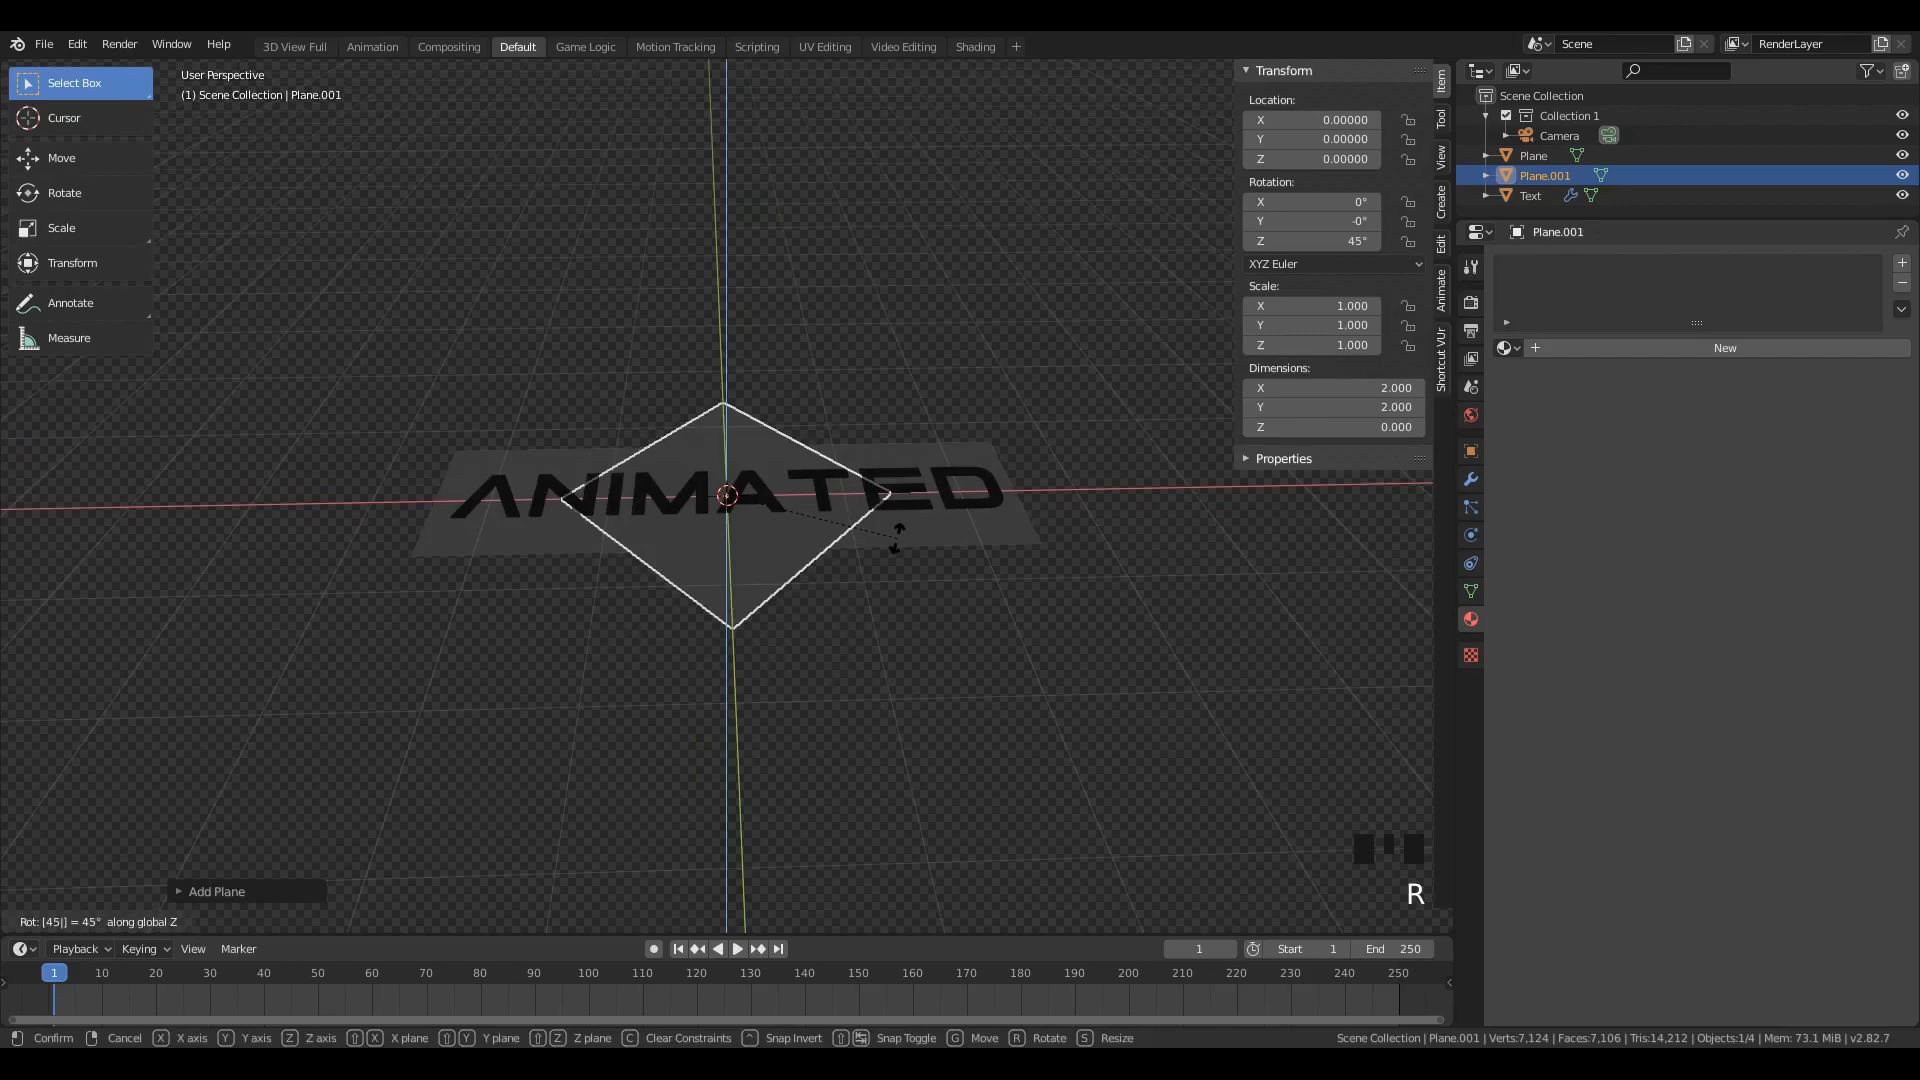 File Edit Render Window Help
3D View Full Animation Compositing Default Game Logic Motion Tracking Scripting UV Editing Video Editing Shading +
Scene
RenderLayer
Select Box
Cursor
Move
Rotate
Scale
Transform
Annotate
Measure
User Perspective
(1) Scene Collection | Plane.001
ANIMATED
Transform
Location:
X 0.00000
Y 0.00000
Z 0.00000
Rotation:
X 0°
Y -0°
Z 45°
XYZ Euler
Scale:
X 1.000
Y 1.000
Z 1.000
Dimensions:
X 2.000
Y 2.000
Z 0.000
Properties
Item
Tool
View
Create
Edit
Animate
Shortcut VUr
Scene Collection
Collection 1
Camera
Plane
Plane.001
Text
Plane.001
+ New
R
Add Plane
Rot: [45|] = 45° along global Z
Playback Keying View Marker
1
Start 1
End 250
1 10 20 30 40 50 60 70 80 90 100 110 120 130 140 150 160 170 180 190 200 210 220 230 240 250
Confirm Cancel X X axis Y Y axis Z Z axis X X plane Y Y plane Z Z plane C Clear Constraints ^ Snap Invert Snap Toggle G Move R Rotate S Resize
Scene Collection | Plane.001 | Verts:7,124 | Faces:7,106 | Tris:14,212 | Objects:1/4 | Mem: 73.1 MiB | v2.82.7